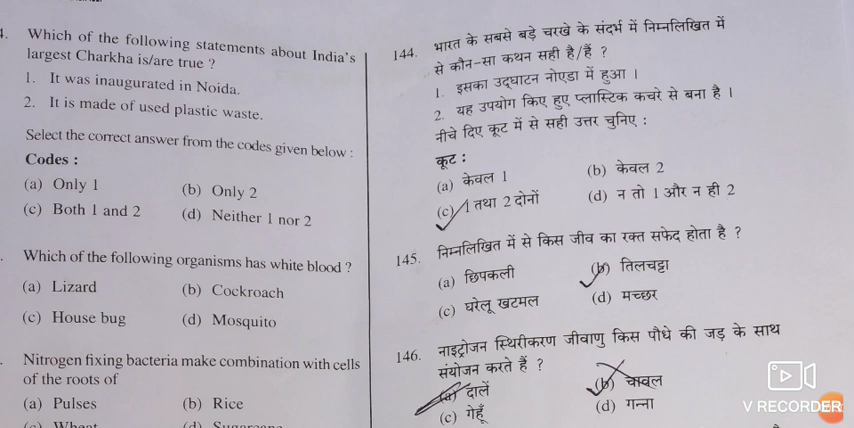 Which of the following statements about India's
largest Charkha is/are true ?
1. It was inaugurated in Noida.
2. It is made of used plastic waste.
Select the correct answer from the codes given below :
Codes :
(a) Only 1 (b) Only 2
(c) Both 1 and 2 (d) Neither 1 nor 2
Which of the following organisms has white blood ?
(a) Lizard (b) Cockroach
(c) House bug (d) Mosquito
Nitrogen fixing bacteria make combination with cells
of the roots of
(a) Pulses (b) Rice
144. भारत के सबसे बड़े चरखे के संदर्भ में निम्नलिखित में
से कौन-सा कथन सही है/हैं ?
1. इसका उद्घाटन नोएडा में हुआ ।
2. यह उपयोग किए हुए प्लास्टिक कचरे से बना है ।
नीचे दिए कूट में से सही उत्तर चुनिए :
कूट :
(a) केवल 1 (b) केवल 2
(c) 1 तथा 2 दोनों (d) न तो 1 और न ही 2
145. निम्नलिखित में से किस जीव का रक्त सफेद होता है ?
(a) छिपकली (b) तिलचट्टा
(c) घरेलू खटमल (d) मच्छर
146. नाइट्रोजन स्थिरीकरण जीवाणु किस पौधे की जड़ के साथ
संयोजन करते हैं ?
(a) दालें (b) चावल
(c) गेहूँ (d) गन्ना
V RECORDER